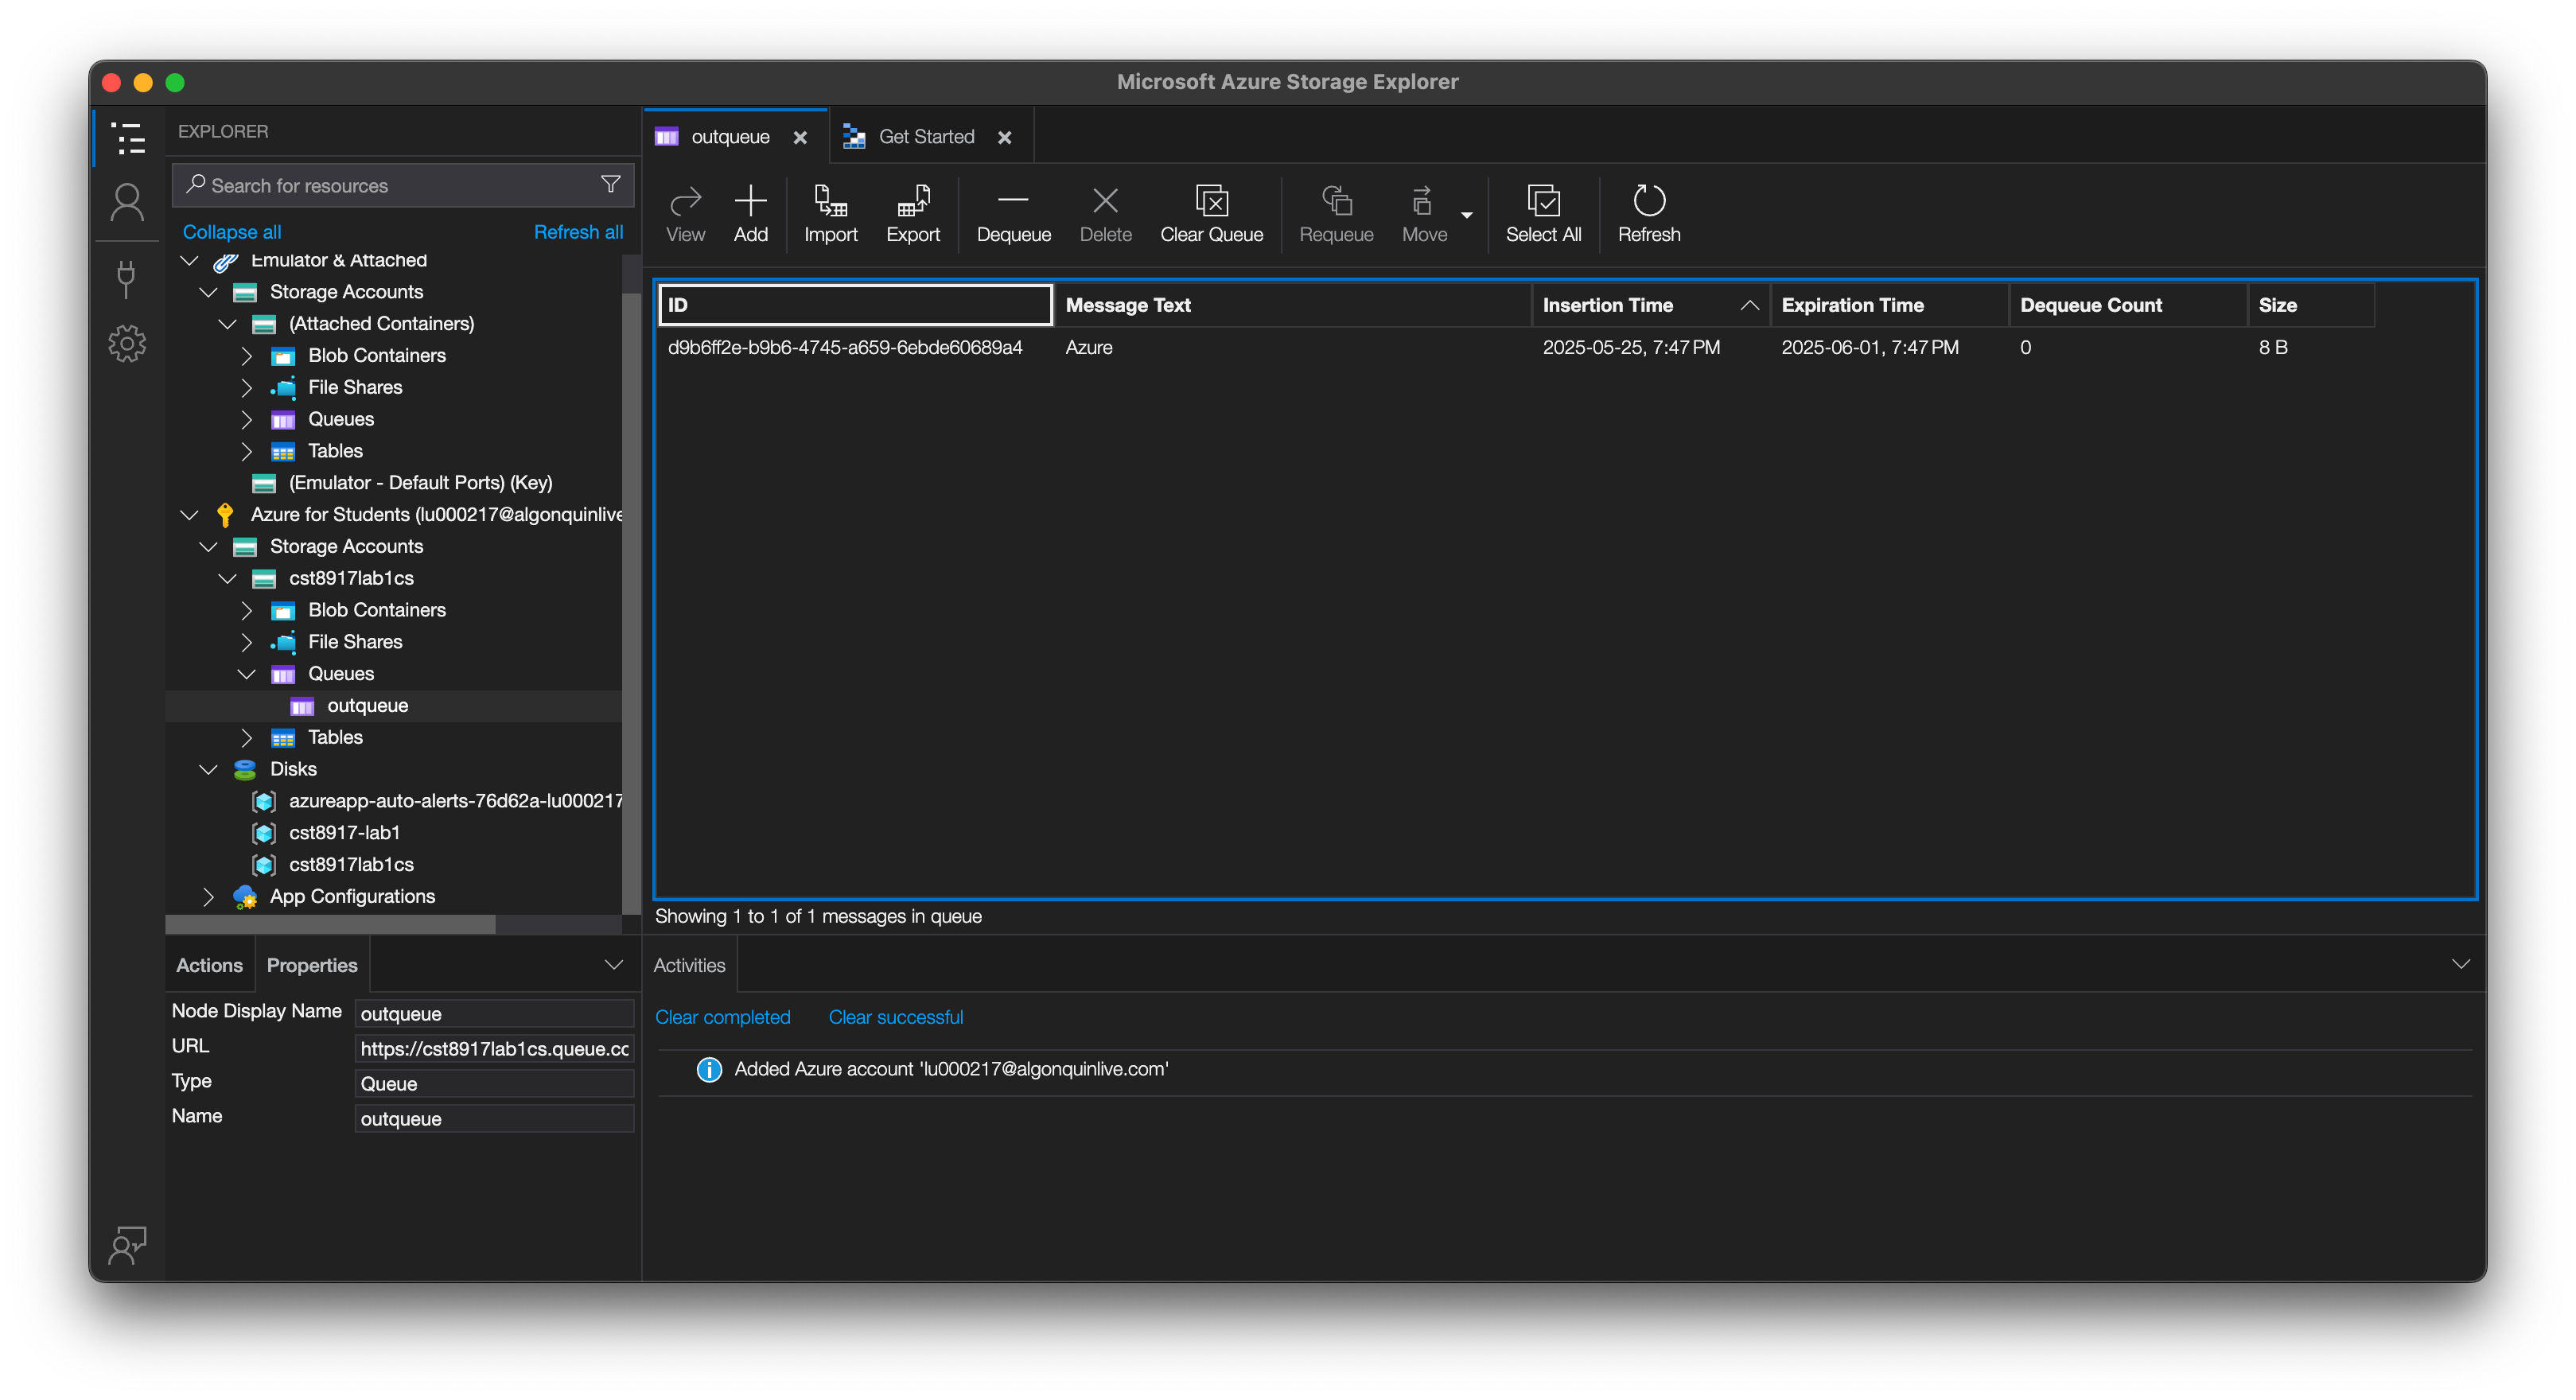 Microsoft Azure Storage Explorer
EXPLORER
Search for resources
Collapse all Refresh all
Emulator & Attached
Storage Accounts
(Attached Containers)
Blob Containers
File Shares
Queues
Tables
(Emulator - Default Ports) (Key)
Azure for Students (lu000217@algonquinlive
Storage Accounts
cst8917lab1cs
Blob Containers
File Shares
Queues
outqueue
Tables
Disks
azureapp-auto-alerts-76d62a-lu000217
cst8917-lab1
cst8917lab1cs
App Configurations
Actions Properties
Node Display Name outqueue
URL https://cst8917lab1cs.queue.cc
Type Queue
Name outqueue
outqueue Get Started
View Add Import Export Dequeue Delete Clear Queue Requeue Move Select All Refresh
ID Message Text Insertion Time Expiration Time Dequeue Count Size
d9b6ff2e-b9b6-4745-a659-6ebde60689a4 Azure 2025-05-25, 7:47 PM 2025-06-01, 7:47 PM 0 8 B
Showing 1 to 1 of 1 messages in queue
Activities
Clear completed Clear successful
Added Azure account 'lu000217@algonquinlive.com'